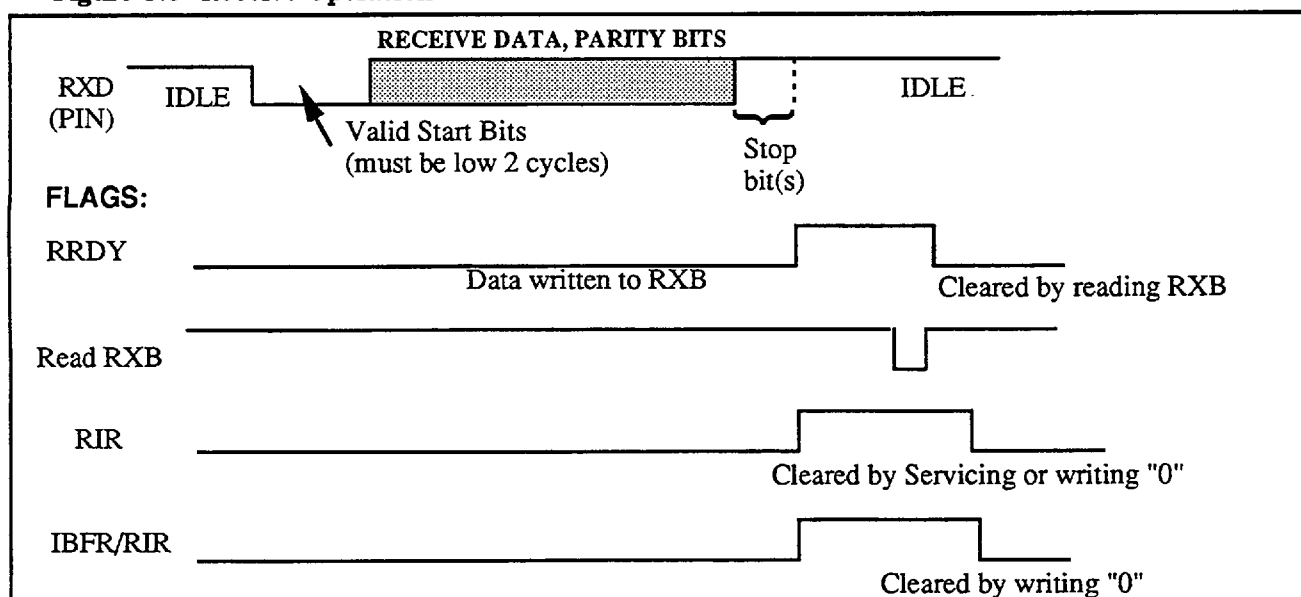 RECEIVE DATA, PARITY BITS
RXD
(PIN)
IDLE
IDLE
Valid Start Bits
(must be low 2 cycles)
Stop
bit(s)
FLAGS:
RRDY
Data written to RXB
Cleared by reading RXB
Read RXB
RIR
Cleared by Servicing or writing "0"
IBFR/RIR
Cleared by writing "0"